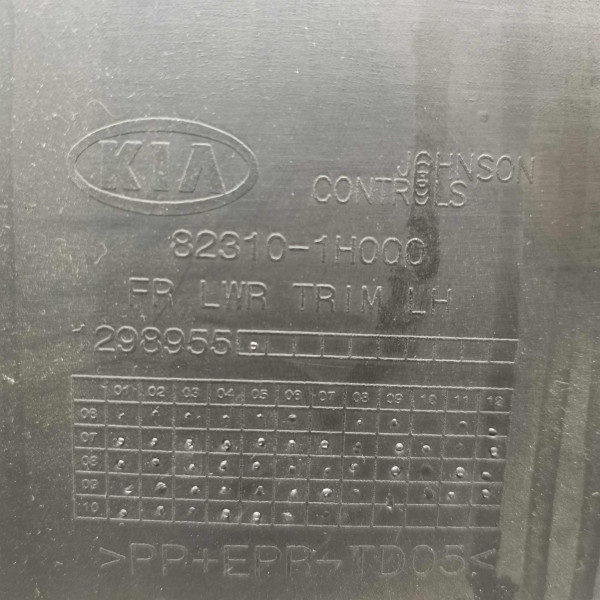 KIA
JOHNSON
CONTROLS
82310-1H000
FR LWR TRIM LH
1298955
01 02 03 04 05 06 07 08 09 10 11 12
06
07
08
09
10
>PP+EPR-TD05<